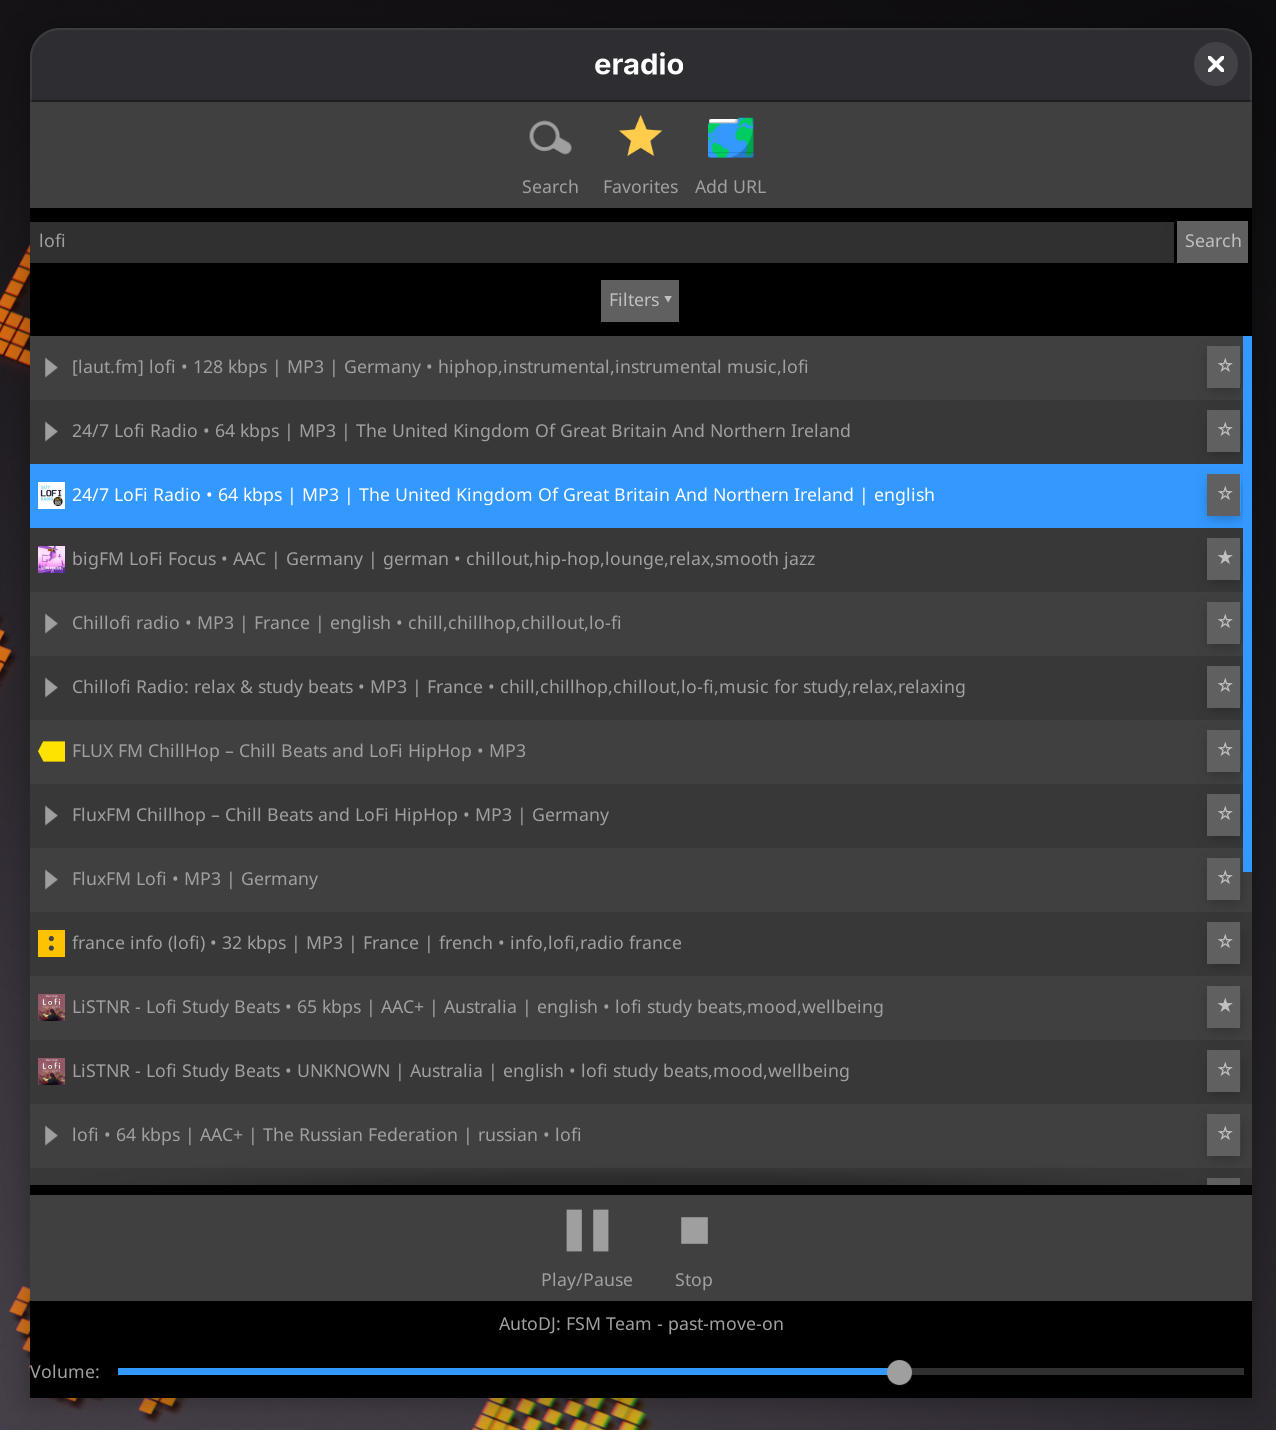 eradio
Search Favorites Add URL
lofi Search
Filters ▾
[laut.fm] lofi • 128 kbps | MP3 | Germany • hiphop,instrumental,instrumental music,lofi
24/7 Lofi Radio • 64 kbps | MP3 | The United Kingdom Of Great Britain And Northern Ireland
LOFI 24/7 LoFi Radio • 64 kbps | MP3 | The United Kingdom Of Great Britain And Northern Ireland | english
bigFM LoFi Focus • AAC | Germany | german • chillout,hip-hop,lounge,relax,smooth jazz
Chillofi radio • MP3 | France | english • chill,chillhop,chillout,lo-fi
Chillofi Radio: relax & study beats • MP3 | France • chill,chillhop,chillout,lo-fi,music for study,relax,relaxing
FLUX FM ChillHop – Chill Beats and LoFi HipHop • MP3
FluxFM Chillhop – Chill Beats and LoFi HipHop • MP3 | Germany
FluxFM Lofi • MP3 | Germany
france info (lofi) • 32 kbps | MP3 | France | french • info,lofi,radio france
Lofi LiSTNR - Lofi Study Beats • 65 kbps | AAC+ | Australia | english • lofi study beats,mood,wellbeing
Lofi LiSTNR - Lofi Study Beats • UNKNOWN | Australia | english • lofi study beats,mood,wellbeing
lofi • 64 kbps | AAC+ | The Russian Federation | russian • lofi
Play/Pause Stop
AutoDJ: FSM Team - past-move-on
Volume: